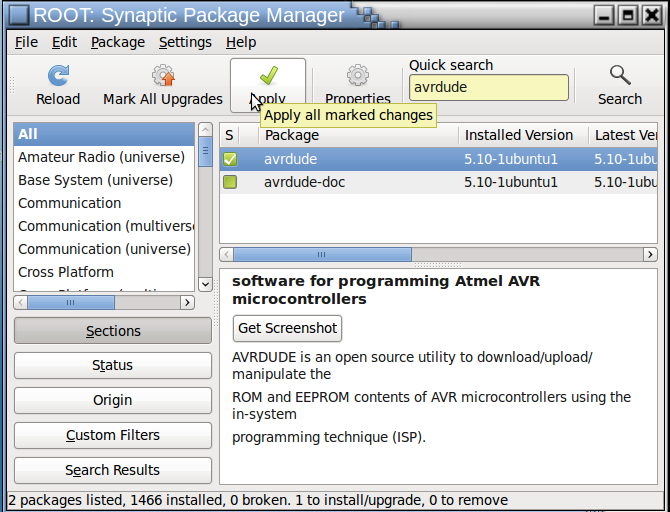 ROOT: Synaptic Package Manager
File Edit Package Settings Help
Reload Mark All Upgrades Apply Properties Quick search avrdude Search
Apply all marked changes
All
Amateur Radio (universe)
Base System (universe)
Communication
Communication (multivers
Communication (universe)
Cross Platform
S Package Installed Version Latest Ver
avrdude 5.10-1ubuntu1 5.10-1ubu
avrdude-doc 5.10-1ubuntu1 5.10-1ubu
Sections
Status
Origin
Custom Filters
Search Results
software for programming Atmel AVR
microcontrollers
Get Screenshot
AVRDUDE is an open source utility to download/upload/
manipulate the
ROM and EEPROM contents of AVR microcontrollers using the
in-system
programming technique (ISP).
2 packages listed, 1466 installed, 0 broken. 1 to install/upgrade, 0 to remove